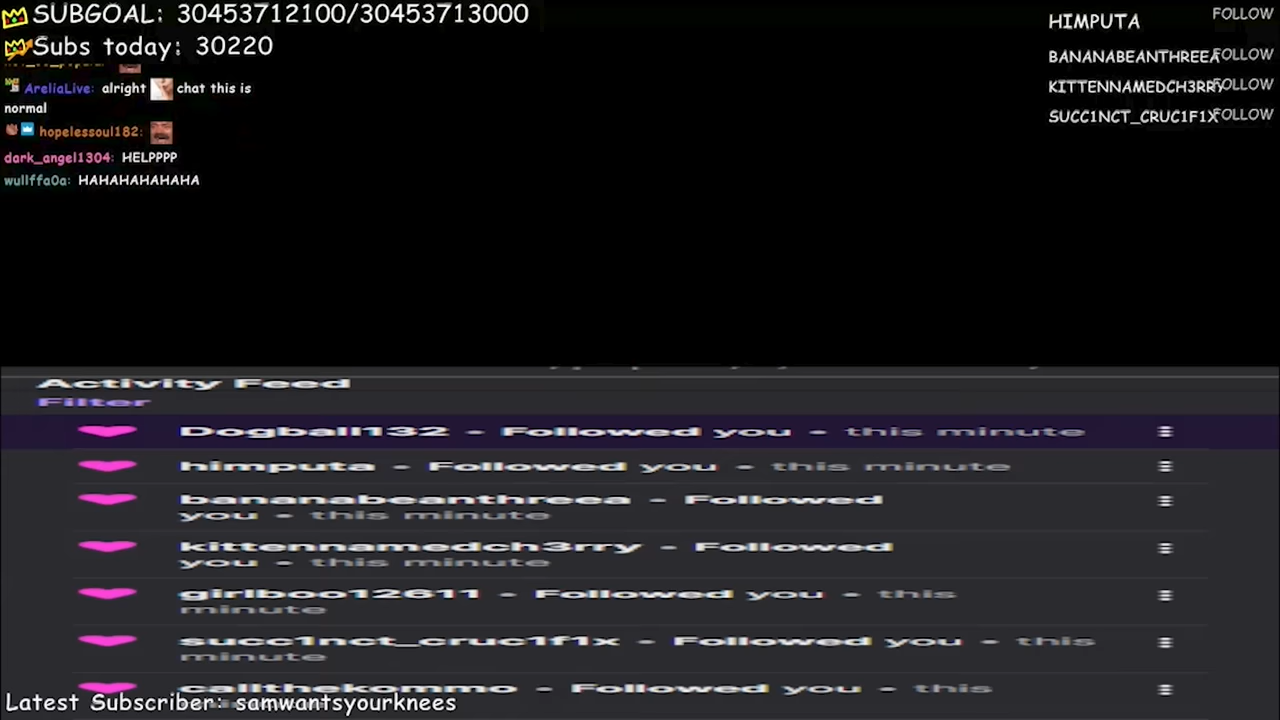 SUBGOAL: 30453712100/30453713000
Subs today: 30220
AreliaLive: alright chat this is
normal
hopelessoul182:
dark_angel1304: HELPPPP
wullffa0a: HAHAHAHAHAHA
HIMPUTA FOLLOW
BANANABEANTHREEA FOLLOW
KITTENNAMEDCH3RRY FOLLOW
SUCC1NCT_CRUC1F1X FOLLOW
Activity Feed
Filter
Dogball132 - Followed you - this minute
himputa - Followed you - this minute
bananabeanthreea - Followed
you - this minute
kittennamedch3rry - Followed
you - this minute
girlboo12611 - Followed you - this
minute
succ1nct_cruc1f1x - Followed you - this
minute
callthekommo - Followed you - this
Latest Subscriber: samwantsyourknees